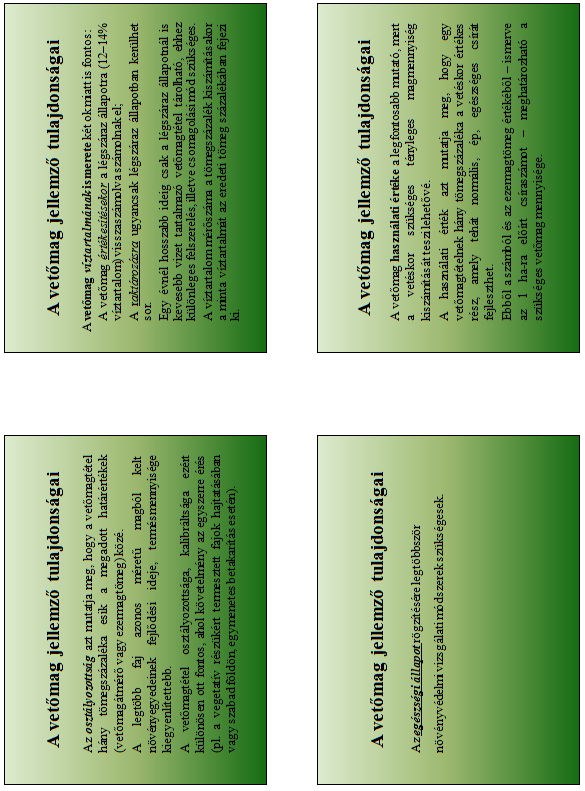 A vetőmag jellemző tulajdonságai
Az osztályozottság azt mutatja meg, hogy a vetőmagtétel
hány tömegszázaléka esik a megadott határértékek
(vetőmagátmérő vagy ezermagtömeg) közé.
A legtöbb faj azonos méretű magból kelt
növényegyedeinek fejlődési ideje, termésmennyisége
kiegyenlítettebb.
A vetőmagtétel osztályozottsága, kalibráltsága ezért
különösen ott fontos, ahol követelmény az egyszerre érés
(pl. a vegetatív részükért termesztett fajok hajtatásában
vagy szabadföldön, egymenetes betakarítás esetén).
A vetőmag jellemző tulajdonságai
A vetőmag víztartalmának ismerete két ok miatt is fontos:
A vetőmag értékesítésekor a légszáraz állapotra (12–14%
víztartalom) visszaszámolva számolnak el;
A raktározásra ugyancsak légszáraz állapotban kerülhet
sor.
Egy évnél hosszabb ideig csak a légszáraz állapotnál is
kevesebb vizet tartalmazó vetőmagtétel tárolható, ehhez
különleges felszerelés, illetve csomagolási mód szükséges.
A víztartalom mérőszáma a tömegszázalék kiszámításakor
a minta víztartalmát az eredeti tömeg százalékában fejezi
ki.
A vetőmag jellemző tulajdonságai
Az egészségi állapot rögzítésére legtöbbször
növényvédelmi vizsgálati módszerek szükségesek.
A vetőmag jellemző tulajdonságai
A vetőmag használati értéke a legfontosabb mutató, mert
a vetéskor szükséges tényleges magmennyiség
kiszámítását teszi lehetővé.
A használati érték azt mutatja meg, hogy egy
vetőmagtételnek hány tömegszázaléka a vetéskor értékes
rész, amely tehát normális, ép, egészséges csírát
fejleszthet.
Ebből a számból és az ezermagtömeg értékéből – ismerve
az 1 ha-ra előírt csíraszámot – meghatározható a
szükséges vetőmag mennyisége.